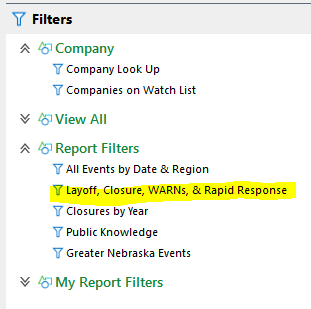 Filters
Company
Company Look Up
Companies on Watch List
View All
Report Filters
All Events by Date & Region
Layoff, Closure, WARNs, & Rapid Response
Closures by Year
Public Knowledge
Greater Nebraska Events
My Report Filters